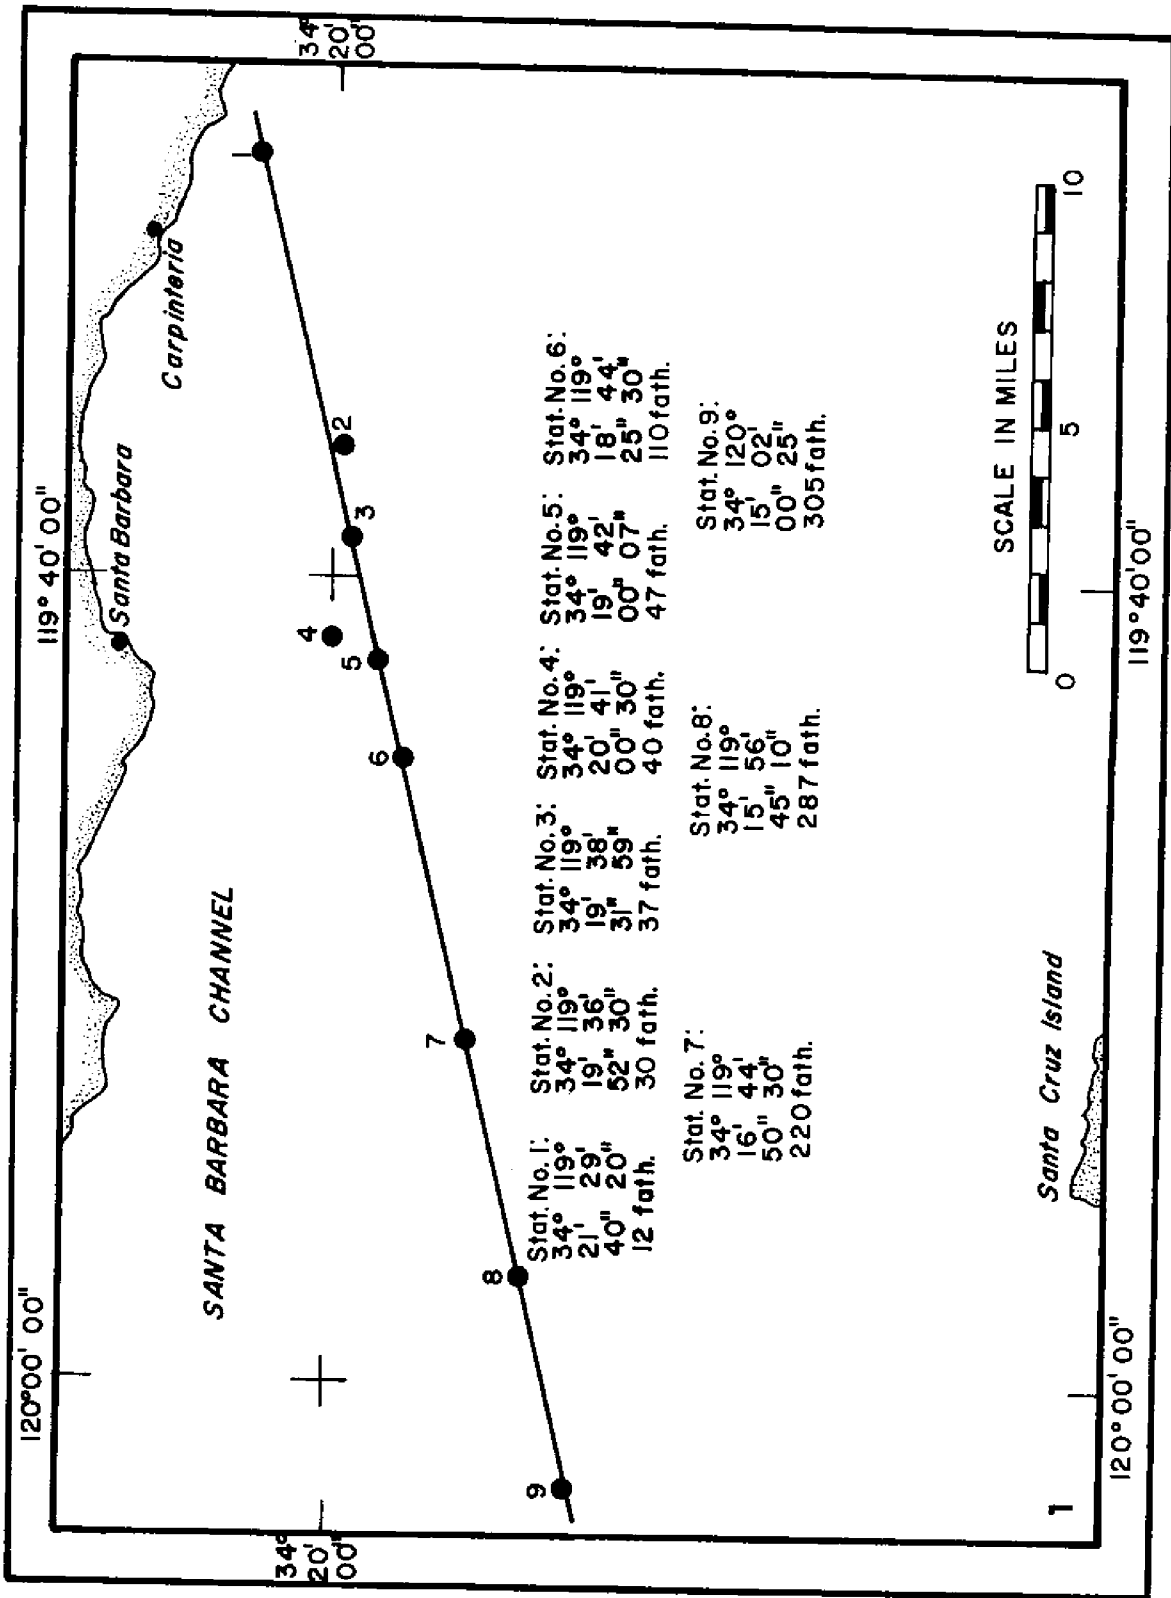 120°00' 00"
119° 40' 00"
34°
20'
00"
34°
20'
00"
Santa Barbara
Carpinteria
SANTA BARBARA CHANNEL
1
2
3
4
5
6
7
8
9
Stat. No. 1:
34° 119°
21' 29'
40" 20"
12 fath.
Stat. No. 2:
34° 119°
19' 36'
52" 30"
30 fath.
Stat. No. 3:
34° 119°
19' 38'
31" 59"
37 fath.
Stat. No. 4:
34° 119°
20' 41'
00" 30"
40 fath.
Stat. No. 5:
34° 119°
19' 42'
00" 07"
47 fath.
Stat. No. 6:
34° 119°
18' 44'
25" 30"
110 fath.
Stat. No. 7:
34° 119°
16' 44'
50" 30"
220 fath.
Stat. No. 8:
34° 119°
15' 56'
45" 10"
287 fath.
Stat. No. 9:
34° 120°
15' 02'
00" 25"
305 fath.
Santa Cruz Island
SCALE IN MILES
0 5 10
1
120°00' 00"
119°40'00"